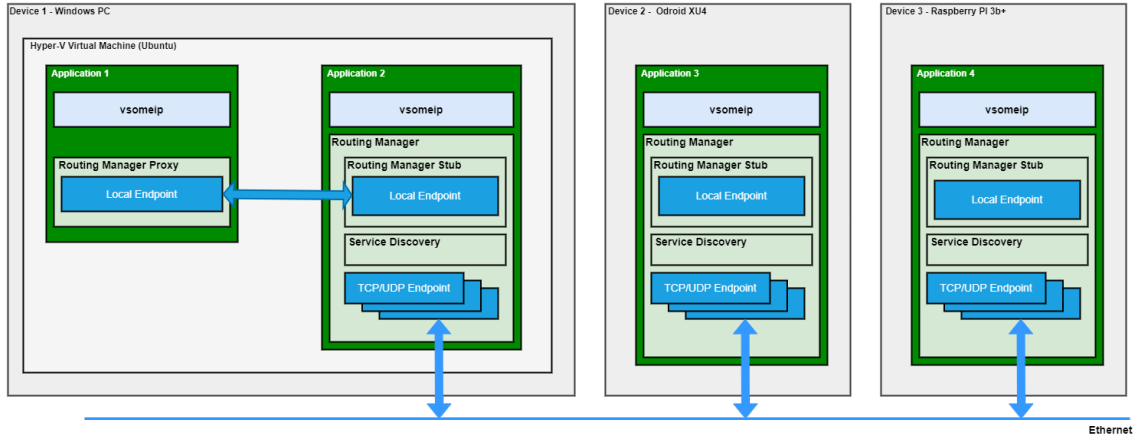 Device 1 - Windows PC
Hyper-V Virtual Machine (Ubuntu)
Application 1
vsomeip
Routing Manager Proxy
Local Endpoint
Application 2
vsomeip
Routing Manager
Routing Manager Stub
Local Endpoint
Service Discovery
TCP/UDP Endpoint
Device 2 - Odroid XU4
Application 3
vsomeip
Routing Manager
Routing Manager Stub
Local Endpoint
Service Discovery
TCP/UDP Endpoint
Device 3 - Raspberry PI 3b+
Application 4
vsomeip
Routing Manager
Routing Manager Stub
Local Endpoint
Service Discovery
TCP/UDP Endpoint
Ethernet